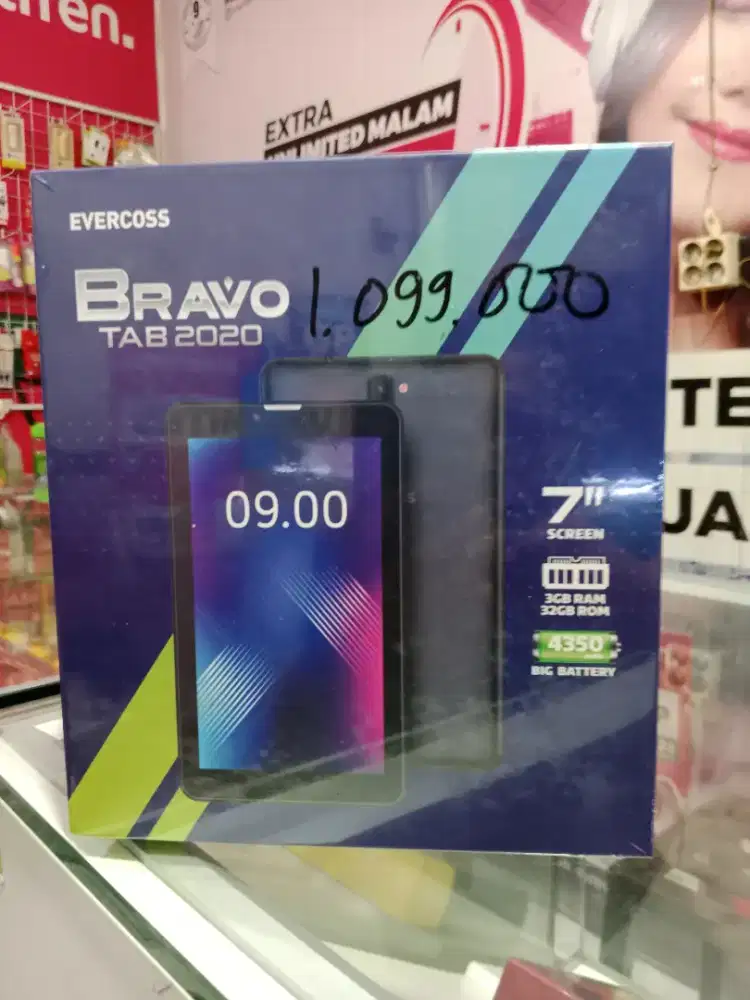 EXTRA
UNLIMITED MALAM
EVERCOSS
BRAVO
TAB 2020
1.099.000
09.00
7"
SCREEN
3GB RAM
32GB ROM
4350
BIG BATTERY
TE
JA
9